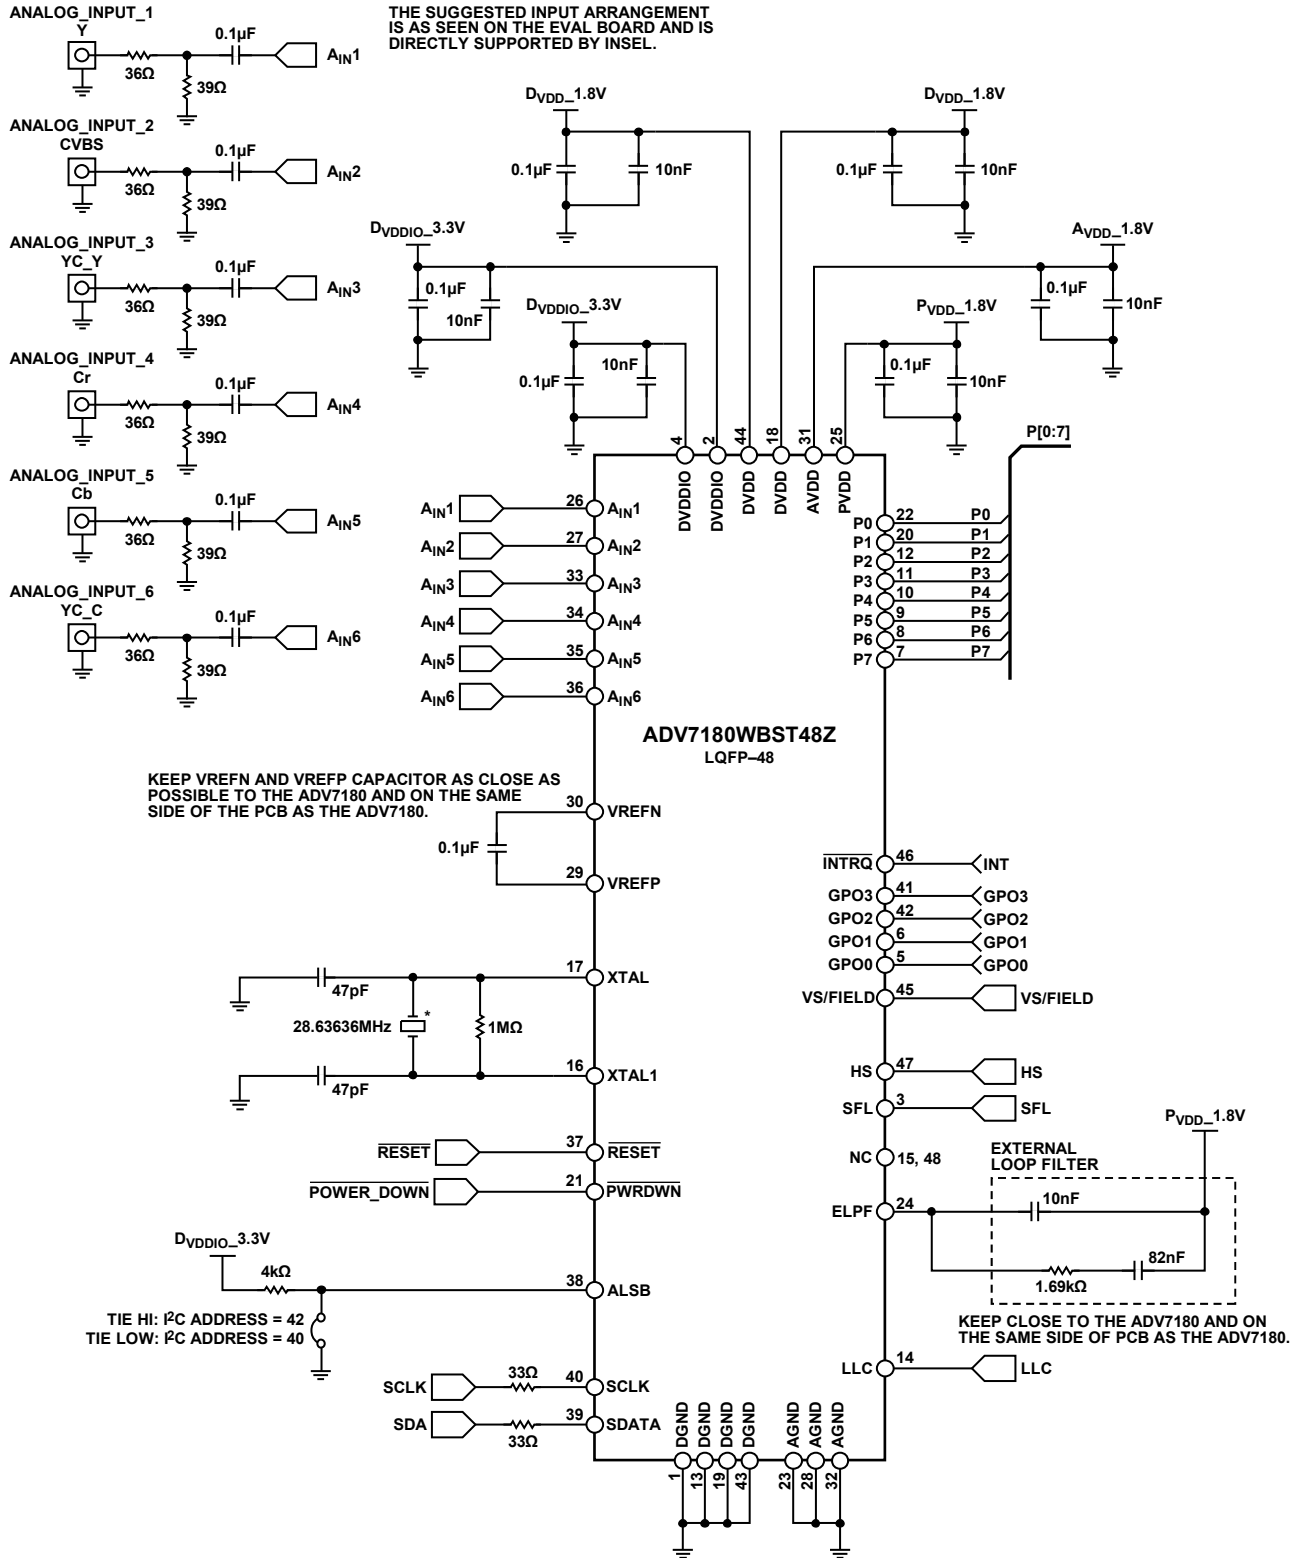 ANALOG_INPUT_1
Y
0.1µF
36Ω
39Ω
AIN1
THE SUGGESTED INPUT ARRANGEMENT
IS AS SEEN ON THE EVAL BOARD AND IS
DIRECTLY SUPPORTED BY INSEL.
ANALOG_INPUT_2
CVBS
0.1µF
36Ω
39Ω
AIN2
ANALOG_INPUT_3
YC_Y
0.1µF
36Ω
39Ω
AIN3
ANALOG_INPUT_4
Cr
0.1µF
36Ω
39Ω
AIN4
ANALOG_INPUT_5
Cb
0.1µF
36Ω
39Ω
AIN5
ANALOG_INPUT_6
YC_C
0.1µF
36Ω
39Ω
AIN6
DVDD_1.8V
0.1µF
10nF
DVDD_1.8V
0.1µF
10nF
DVDDIO_3.3V
0.1µF
10nF
DVDDIO_3.3V
0.1µF
10nF
AVDD_1.8V
0.1µF
10nF
PVDD_1.8V
0.1µF
10nF
4
2
44
18
31
25
DVDDIO
DVDDIO
DVDD
DVDD
AVDD
PVDD
P[0:7]
AIN1 26 AIN1
AIN2 27 AIN2
AIN3 33 AIN3
AIN4 34 AIN4
AIN5 35 AIN5
AIN6 36 AIN6
P0 22 P0
P1 20 P1
P2 12 P2
P3 11 P3
P4 10 P4
P5 9 P5
P6 8 P6
P7 7 P7
ADV7180WBST48Z
LQFP–48
KEEP VREFN AND VREFP CAPACITOR AS CLOSE AS
POSSIBLE TO THE ADV7180 AND ON THE SAME
SIDE OF THE PCB AS THE ADV7180.
30 VREFN
0.1µF
29 VREFP
INTRQ 46 INT
GPO3 41 GPO3
GPO2 42 GPO2
GPO1 6 GPO1
GPO0 5 GPO0
VS/FIELD 45 VS/FIELD
HS 47 HS
SFL 3 SFL
NC 15, 48
17 XTAL
47pF
28.63636MHz *
1MΩ
16 XTAL1
47pF
RESET 37 RESET
POWER_DOWN 21 PWRDWN
PVDD_1.8V
EXTERNAL
LOOP FILTER
ELPF 24
10nF
82nF
1.69kΩ
KEEP CLOSE TO THE ADV7180 AND ON
THE SAME SIDE OF PCB AS THE ADV7180.
DVDDIO_3.3V
4kΩ
38 ALSB
TIE HI: I2C ADDRESS = 42
TIE LOW: I2C ADDRESS = 40
LLC 14 LLC
SCLK 33Ω 40 SCLK
SDA 33Ω 39 SDATA
DGND
DGND
DGND
DGND
AGND
AGND
AGND
1
13
19
43
23
28
32